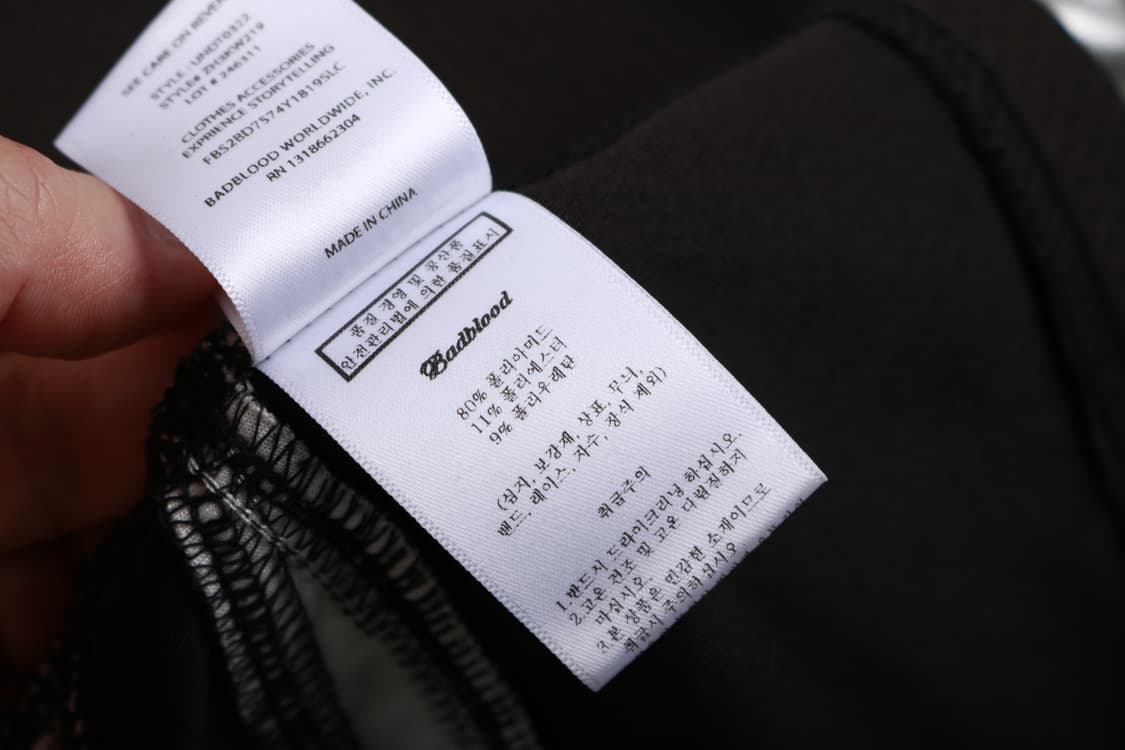 SEE CARE ON REVER
STYLE : UNDT0322
STYLE# ZH3KW219
LOT # 246311
CLOTHES ACCESSORIES
EXPRIENCE STORYTELLING
FBS2BD7574Y1819SLC
BADBLOOD WORLDWIDE, INC.
RN 1318662304
MADE IN CHINA
품질 경영 및 공산품
안전관리법에 의한 품질표시
Badblood
80% 폴리아미드
11% 폴리에스터
9% 폴리우레탄
(심지, 보강재, 상표, 무늬,
밴드, 레이스, 자수, 장식 제외)
취급주의
1.반드시 드라이크리닝 하십시오.
2.고온 건조 및 고온 다림질하지
마십시오.
3.본 상품은 민감한 소재이므로
취급시 주의하십시오